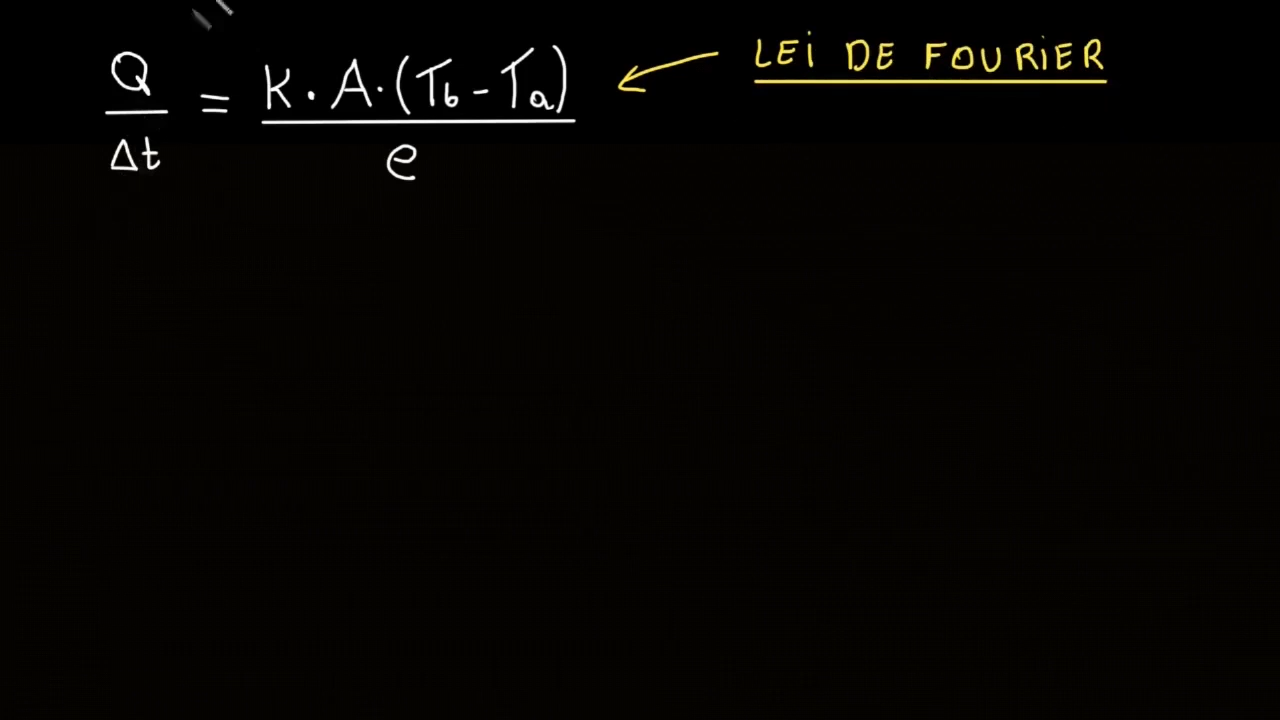 Q/Δt = K·A·(Tb - Ta)/e
LEi DE FOURiER